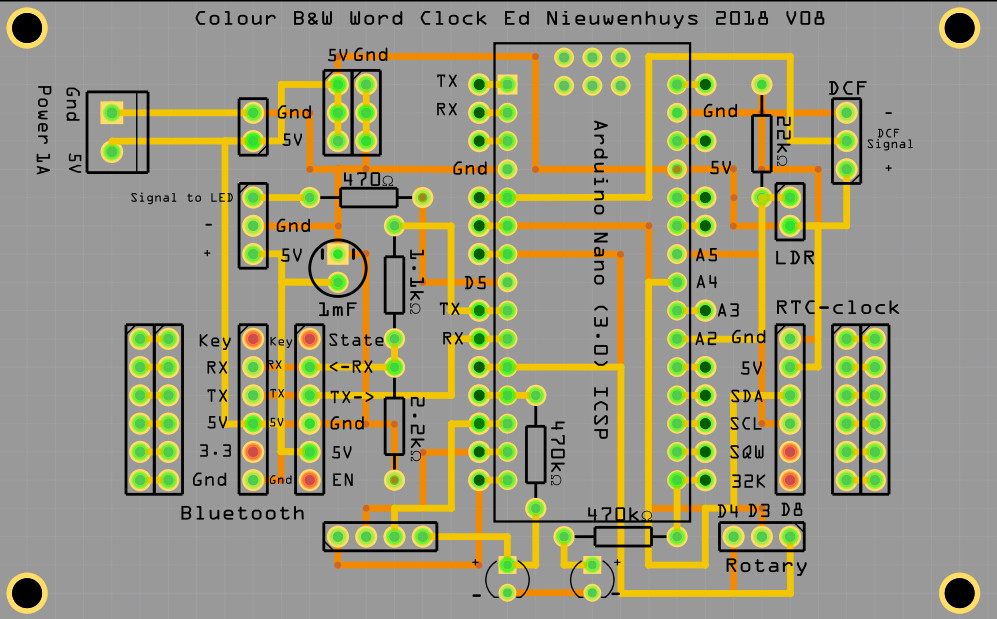 Colour B&W Word Clock Ed Nieuwenhuys 2018 V08
5V Gnd
Power 1A
Gnd
5V
Gnd
5V
TX
RX
Gnd
Arduino Nano (3.0) ICSP
Gnd
5V
22kΩ
DCF
-
DCF
Signal
+
Signal to LED
-
+
Gnd
5V
470Ω
1mF
1.1kΩ
D5
TX
RX
A5
A4
A3
A2
LDR
RTC-clock
Gnd
5V
SDA
SCL
SQW
32K
Key
RX
TX
5V
3.3
Gnd
Key
RX
TX
5V
Gnd
State
<-RX
TX->
Gnd
5V
EN
2.2kΩ
470kΩ
Bluetooth
470kΩ
D4 D3 D8
Rotary
+
-
+
-